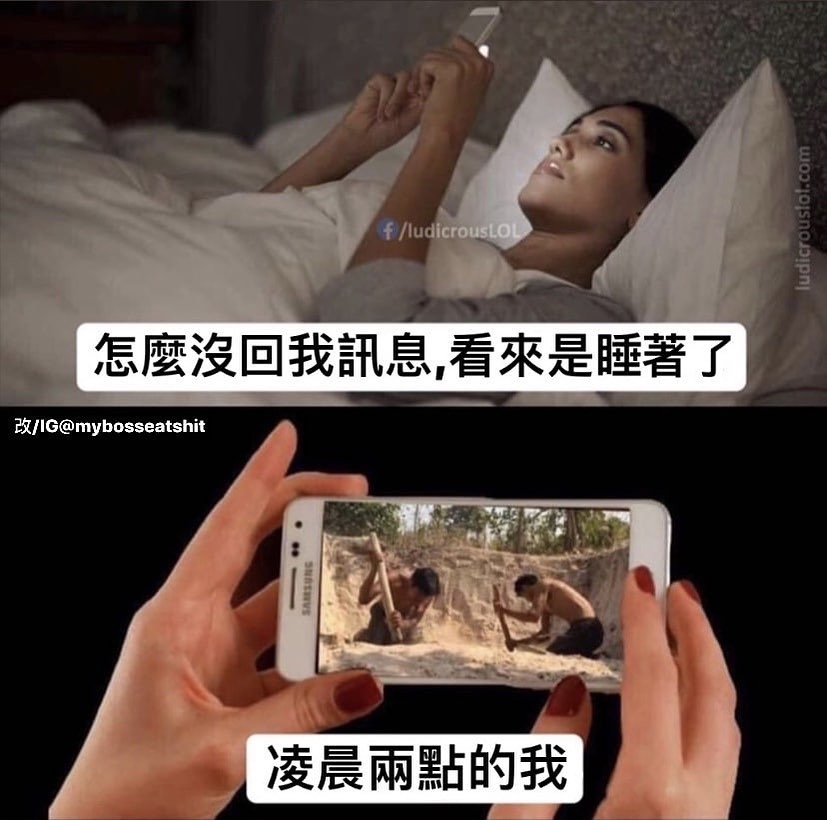 /ludicrousLOL
ludicrouslol.com
怎麼沒回我訊息,看來是睡著了
改/IG@mybosseatshit
SAMSUNG
凌晨兩點的我